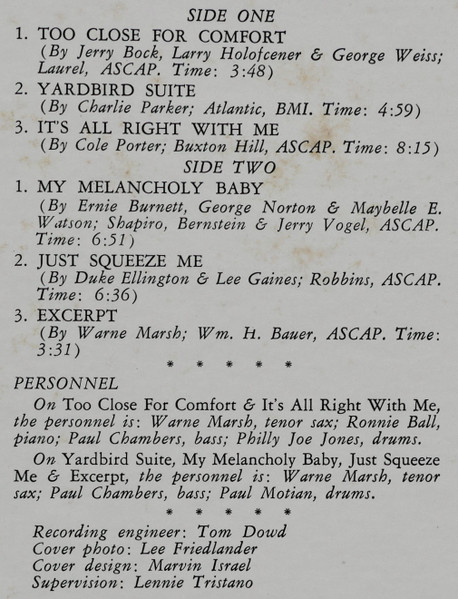 SIDE ONE
1. TOO CLOSE FOR COMFORT
(By Jerry Bock, Larry Holofcener & George Weiss;
Laurel, ASCAP. Time: 3:48)
2. YARDBIRD SUITE
(By Charlie Parker; Atlantic, BMI. Time: 4:59)
3. IT'S ALL RIGHT WITH ME
(By Cole Porter; Buxton Hill, ASCAP. Time: 8:15)
SIDE TWO
1. MY MELANCHOLY BABY
(By Ernie Burnett, George Norton & Maybelle E.
Watson; Shapiro, Bernstein & Jerry Vogel, ASCAP.
Time: 6:51)
2. JUST SQUEEZE ME
(By Duke Ellington & Lee Gaines; Robbins, ASCAP.
Time: 6:36)
3. EXCERPT
(By Warne Marsh; Wm. H. Bauer, ASCAP. Time:
3:31)
* * * * *
PERSONNEL
On Too Close For Comfort & It's All Right With Me,
the personnel is: Warne Marsh, tenor sax; Ronnie Ball,
piano; Paul Chambers, bass; Philly Joe Jones, drums.
On Yardbird Suite, My Melancholy Baby, Just Squeeze
Me & Excerpt, the personnel is: Warne Marsh, tenor
sax; Paul Chambers, bass; Paul Motian, drums.
* * * * *
Recording engineer: Tom Dowd
Cover photo: Lee Friedlander
Cover design: Marvin Israel
Supervision: Lennie Tristano